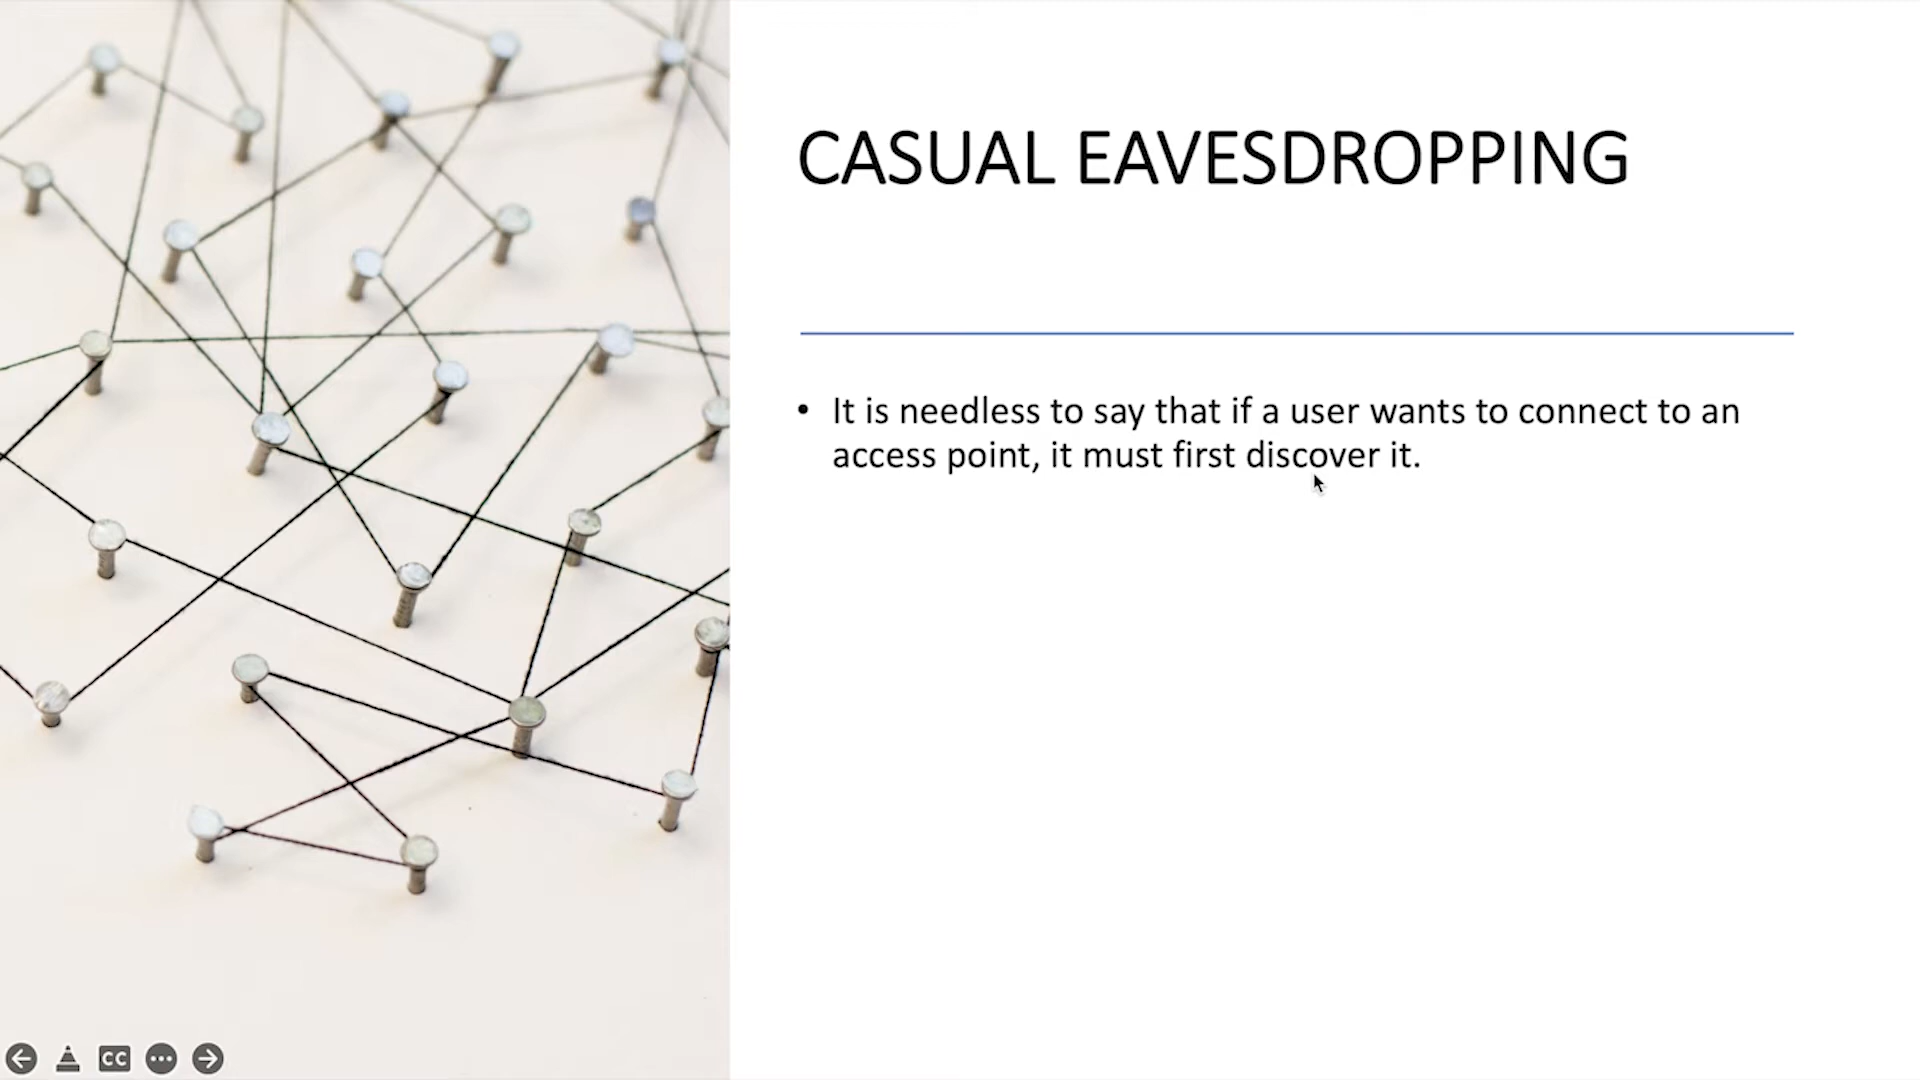 CASUAL EAVESDROPPING
• It is needless to say that if a user wants to connect to an
access point, it must first discover it.
CC